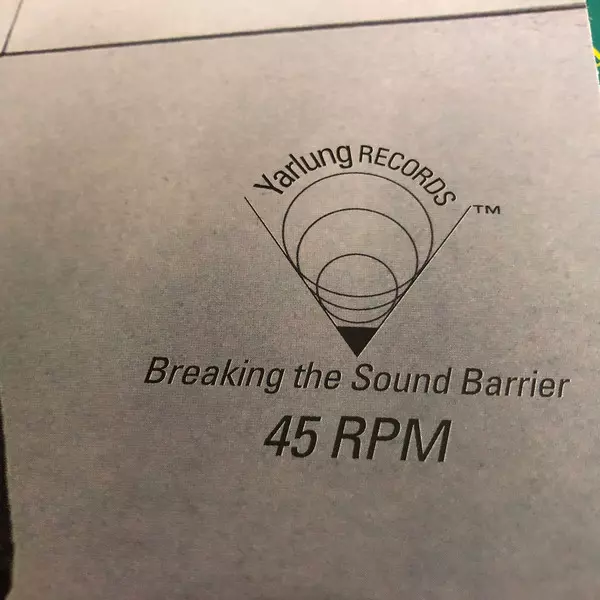 Yarlung RECORDS
TM
Breaking the Sound Barrier
45 RPM